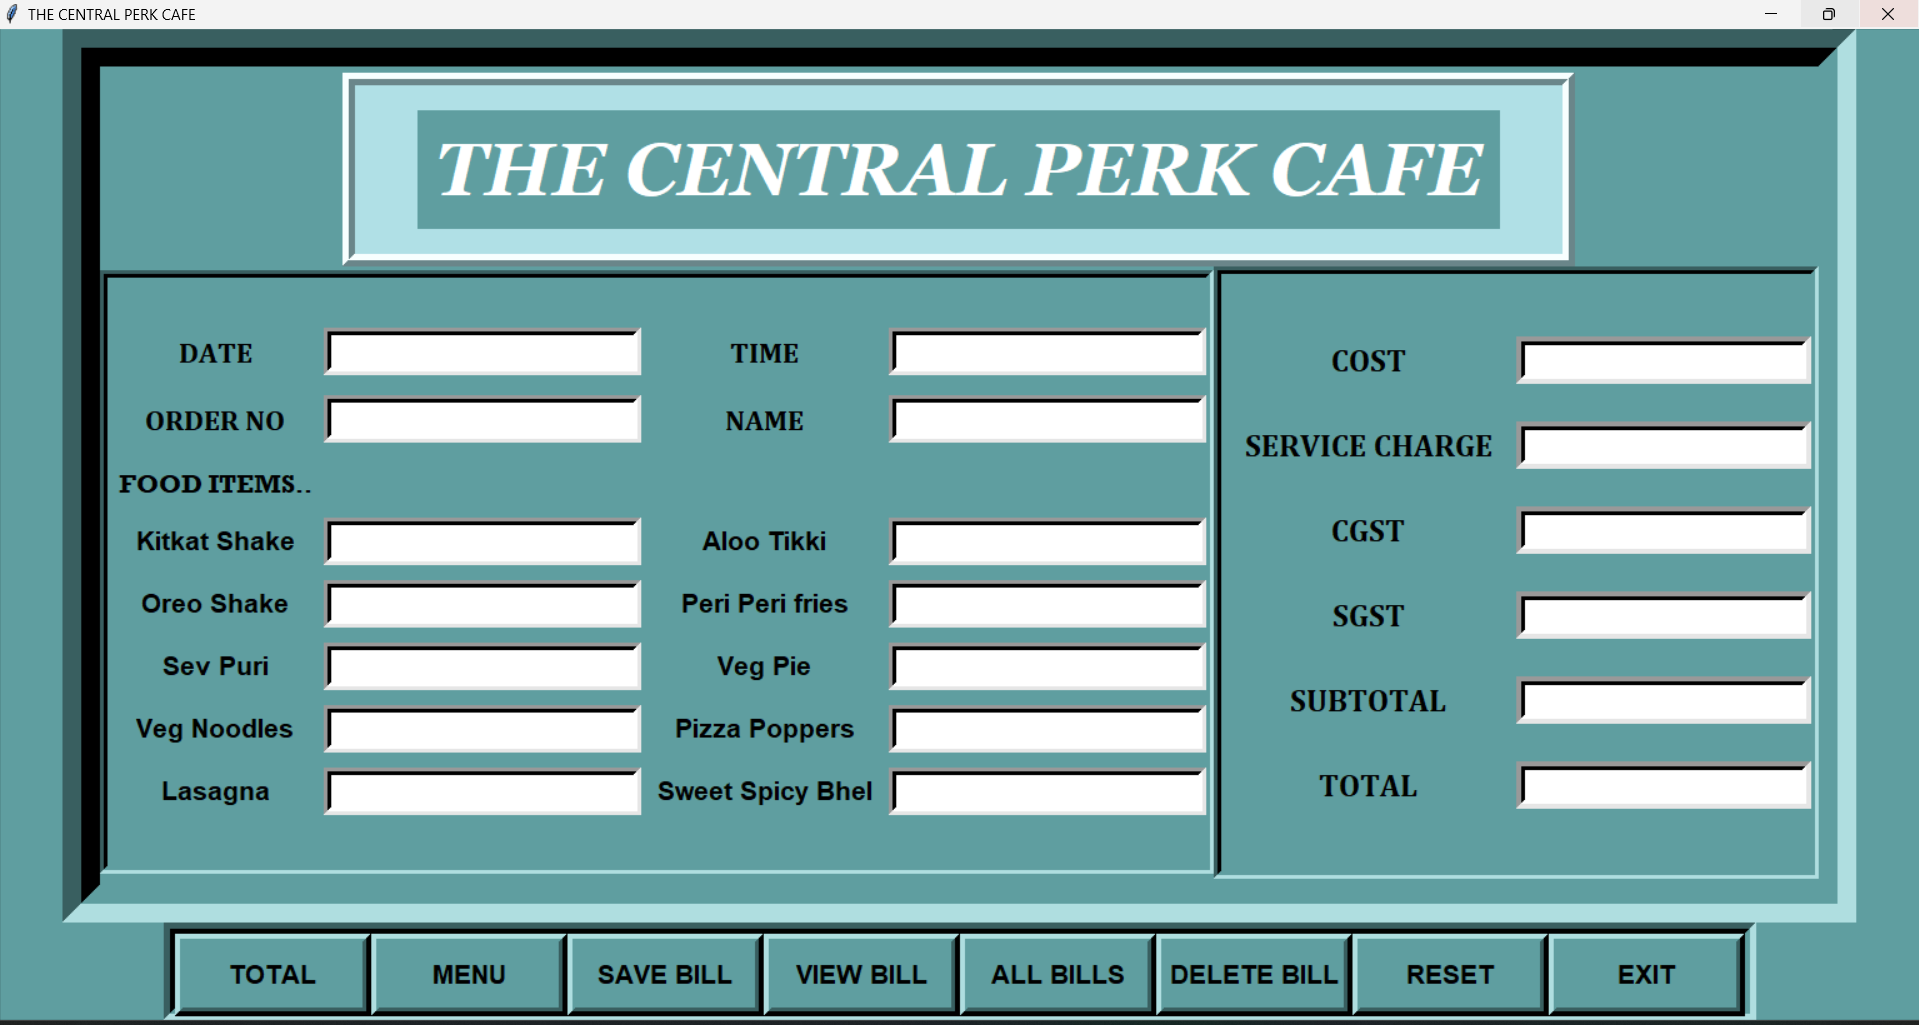 THE CENTRAL PERK CAFE
THE CENTRAL PERK CAFE
DATE
TIME
ORDER NO
NAME
FOOD ITEMS..
Kitkat Shake
Aloo Tikki
Oreo Shake
Peri Peri fries
Sev Puri
Veg Pie
Veg Noodles
Pizza Poppers
Lasagna
Sweet Spicy Bhel
COST
SERVICE CHARGE
CGST
SGST
SUBTOTAL
TOTAL
TOTAL
MENU
SAVE BILL
VIEW BILL
ALL BILLS
DELETE BILL
RESET
EXIT